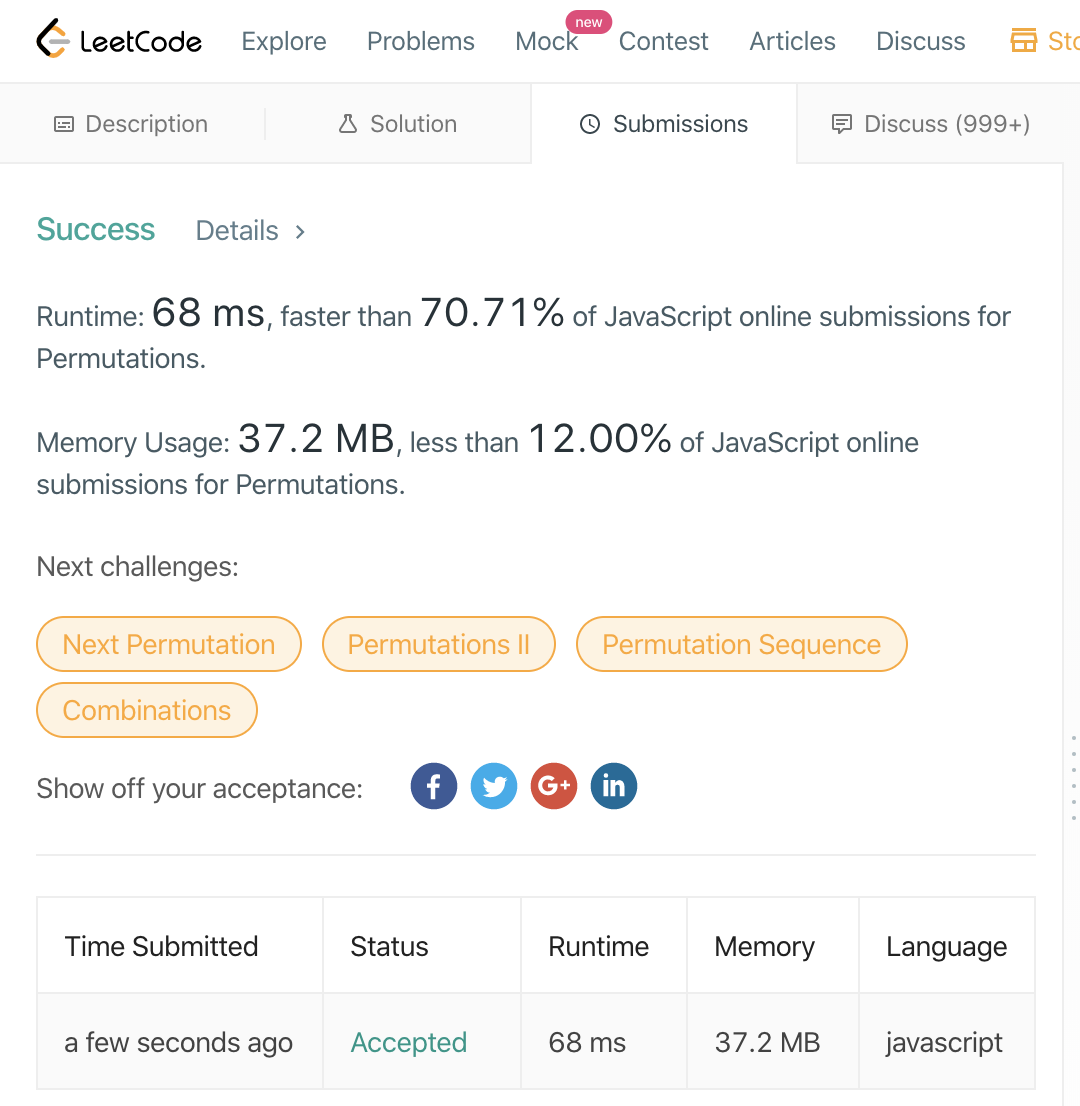 LeetCode Explore Problems Mock new Contest Articles Discuss
Description Solution Submissions Discuss (999+)
Success Details >
Runtime: 68 ms, faster than 70.71% of JavaScript online submissions for
Permutations.
Memory Usage: 37.2 MB, less than 12.00% of JavaScript online
submissions for Permutations.
Next challenges:
Next Permutation Permutations II Permutation Sequence
Combinations
Show off your acceptance: f G+ in
Time Submitted Status Runtime Memory Language
a few seconds ago Accepted 68 ms 37.2 MB javascript